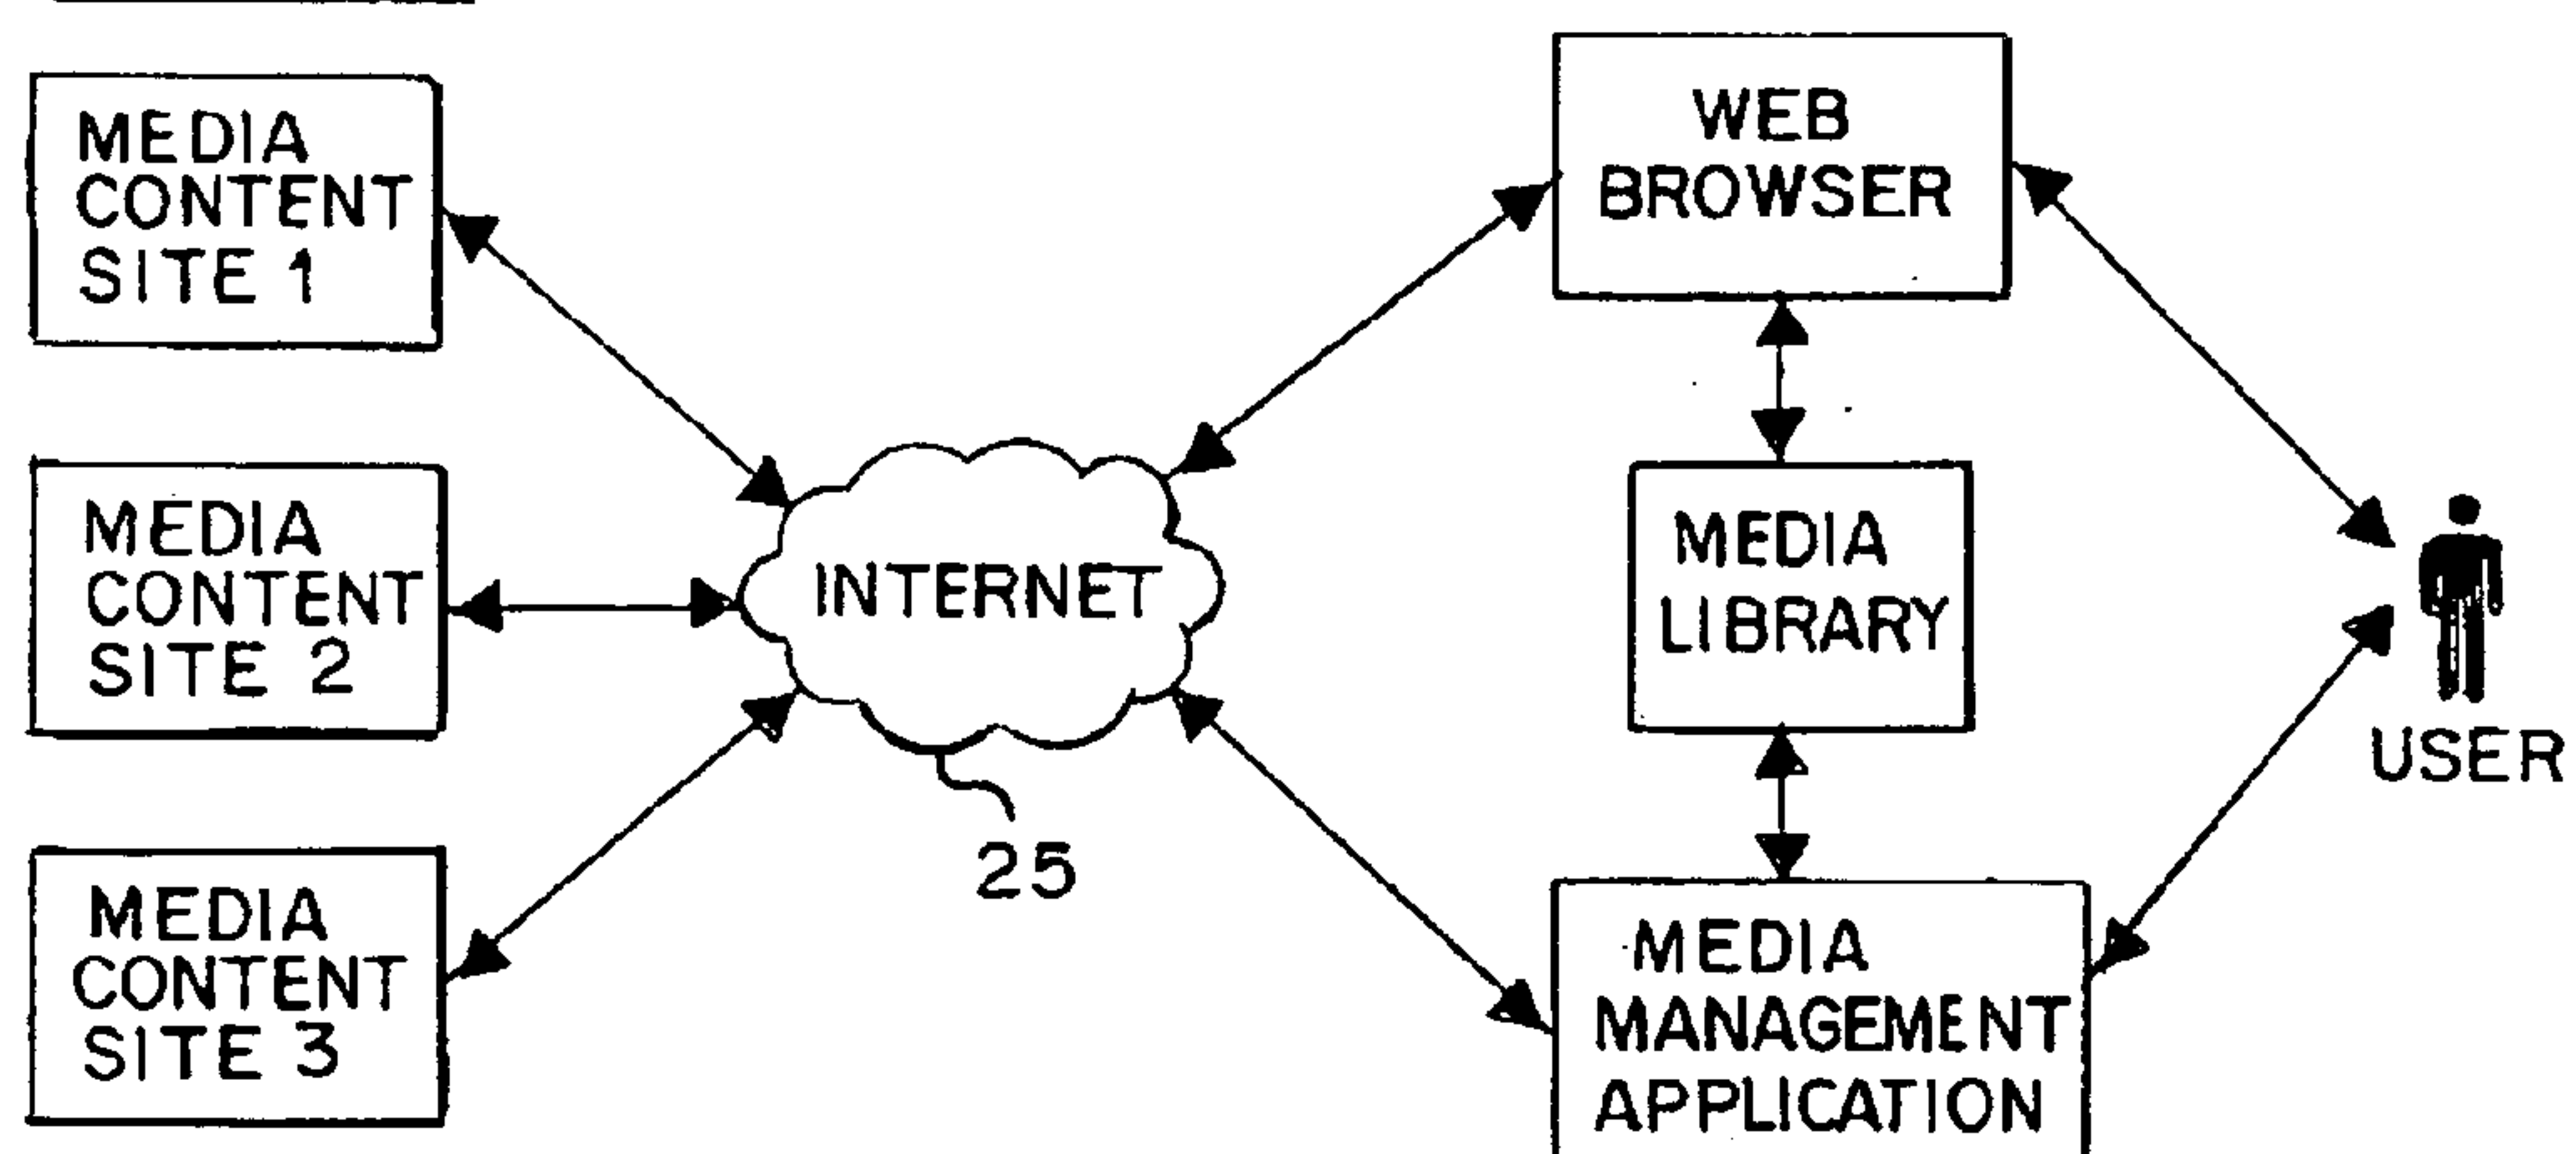 MEDIA
CONTENT
SITE 1
MEDIA
CONTENT
SITE 2
MEDIA
CONTENT
SITE 3
INTERNET
25
WEB
BROWSER
MEDIA
LIBRARY
MEDIA
MANAGEMENT
APPLICATION
USER